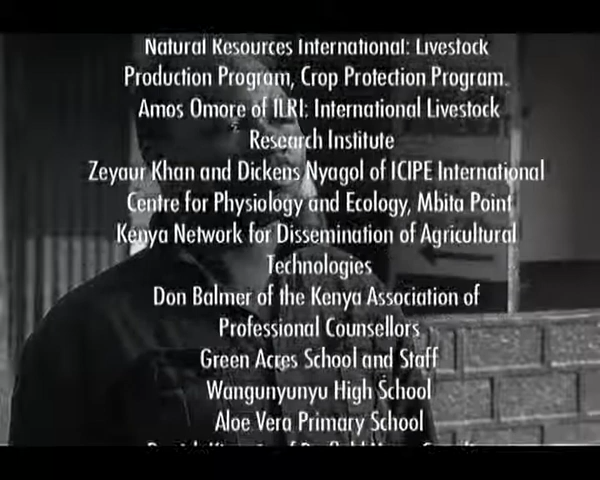 Natural Resources International: Livestock
Production Program, Crop Protection Program.
Amos Omore of ILRI: International Livestock
Research Institute
Zeyaur Khan and Dickens Nyagol of ICIPE International
Centre for Physiology and Ecology, Mbita Point
Kenya Network for Dissemination of Agricultural
Technologies
Don Balmer of the Kenya Association of
Professional Counsellors
Green Acres School and Staff
Wangunyunyu High School
Aloe Vera Primary School